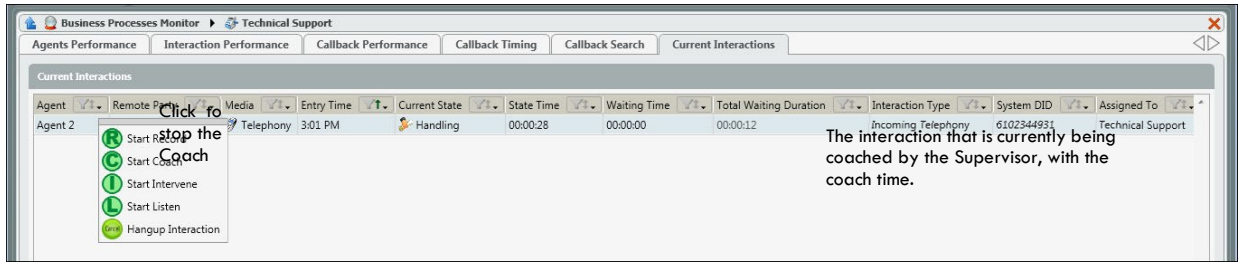 Business Processes Monitor Technical Support
Agents Performance Interaction Performance Callback Performance Callback Timing Callback Search Current Interactions
Current Interactions
Agent Remote Party Media Entry Time Current State State Time Waiting Time Total Waiting Duration Interaction Type System DID Assigned To
Agent 2 Telephony 3:01 PM Handling 00:00:28 00:00:00 00:00:12 Incoming Telephony 6102344931 Technical Support
Click to
stop the
Coach
R Start Record
C Start Coach
I Start Intervene
L Start Listen
Cancel Hangup Interaction
The interaction that is currently being
coached by the Supervisor, with the
coach time.